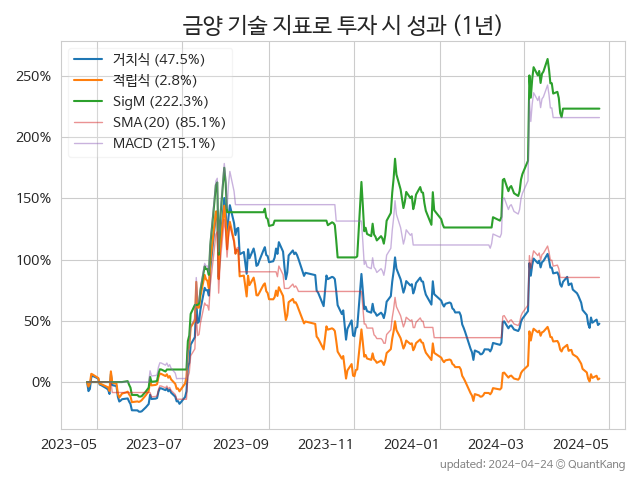 금양 기술 지표로 투자 시 성과 (1년)
거치식 (47.5%)
적립식 (2.8%)
SigM (222.3%)
SMA(20) (85.1%)
MACD (215.1%)
250%
200%
150%
100%
50%
0%
2023-05 2023-07 2023-09 2023-11 2024-01 2024-03 2024-05
updated: 2024-04-24 © QuantKang